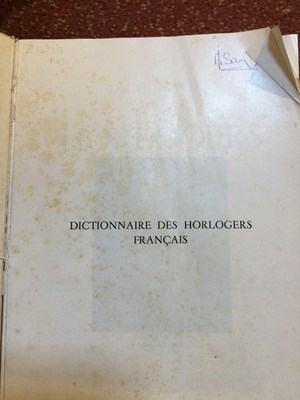 DICTIONNAIRE DES HORLOGERS
FRANÇAIS